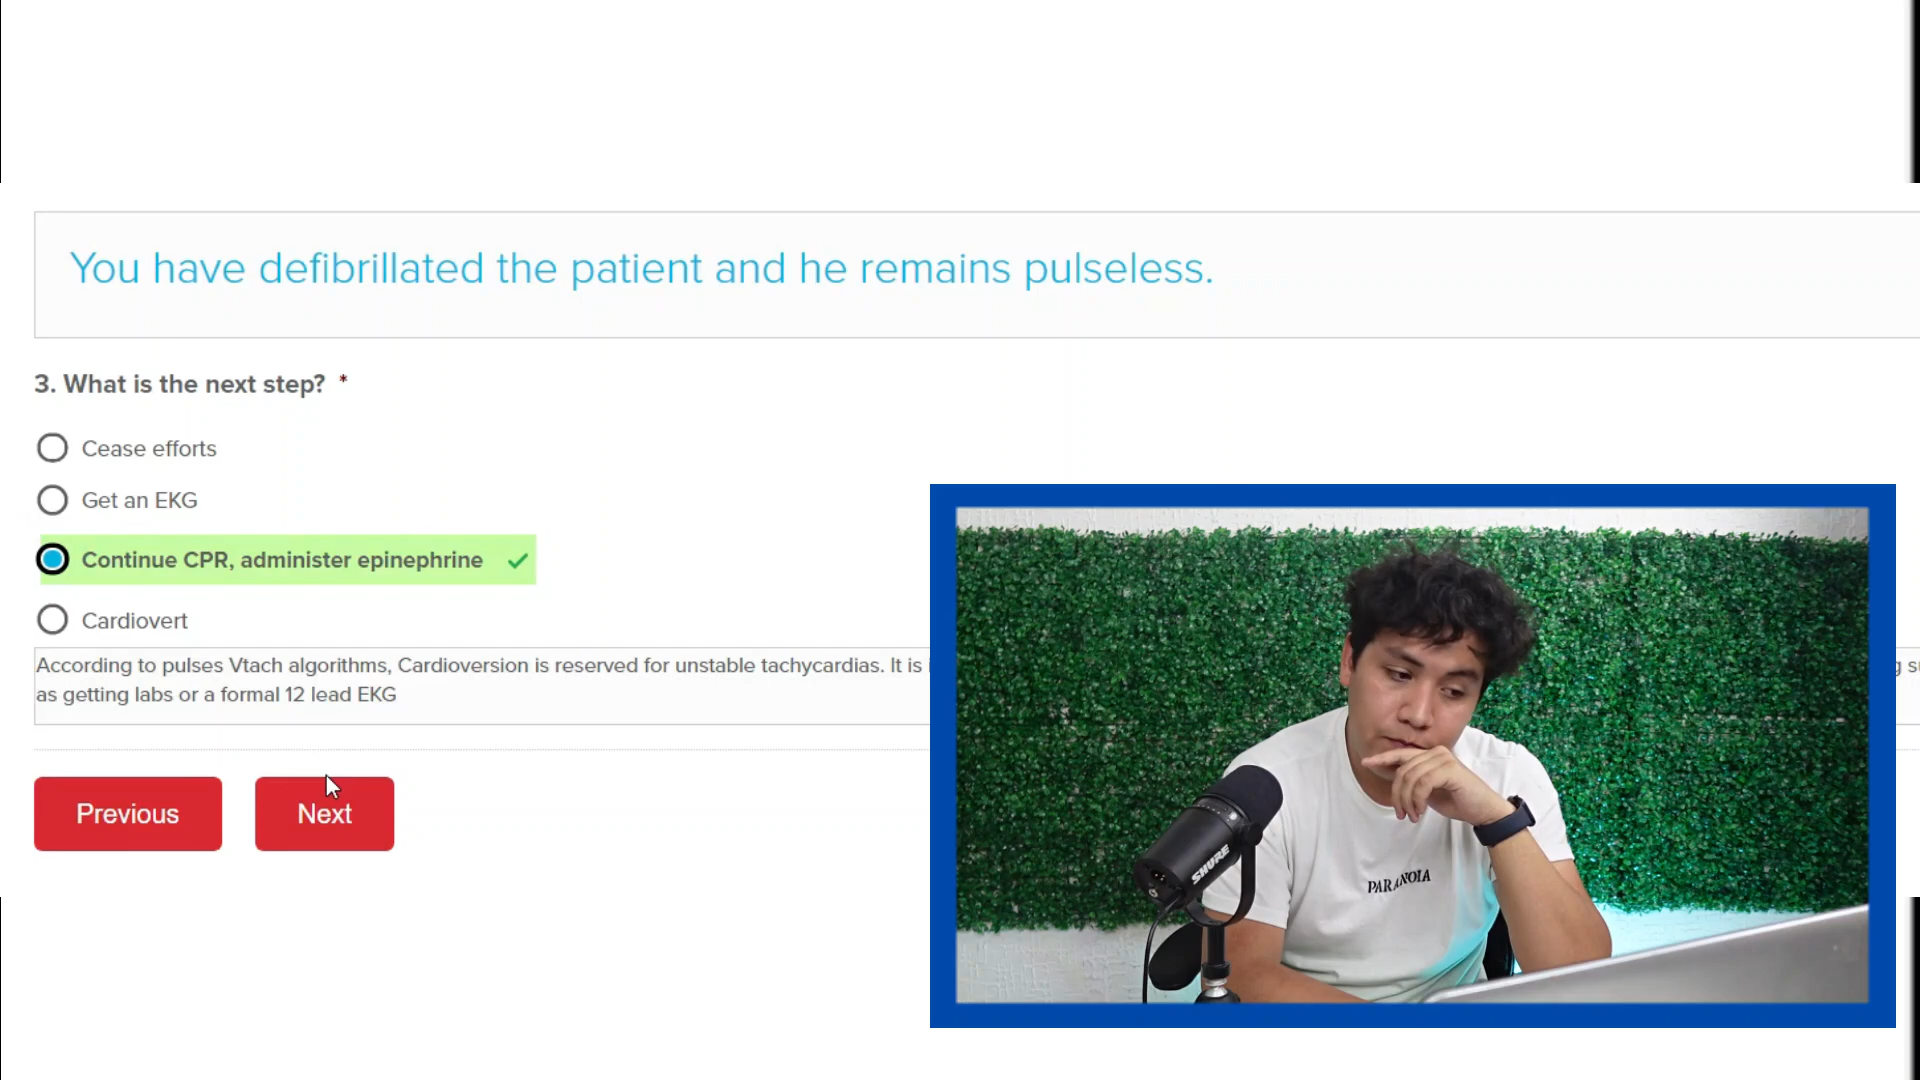 You have defibrillated the patient and he remains pulseless.
3. What is the next step? *
Cease efforts
Get an EKG
Continue CPR, administer epinephrine
Cardiovert
According to pulses Vtach algorithms, Cardioversion is reserved for unstable tachycardias. It is
as getting labs or a formal 12 lead EKG
Previous
Next
SHURE
PARANOIA